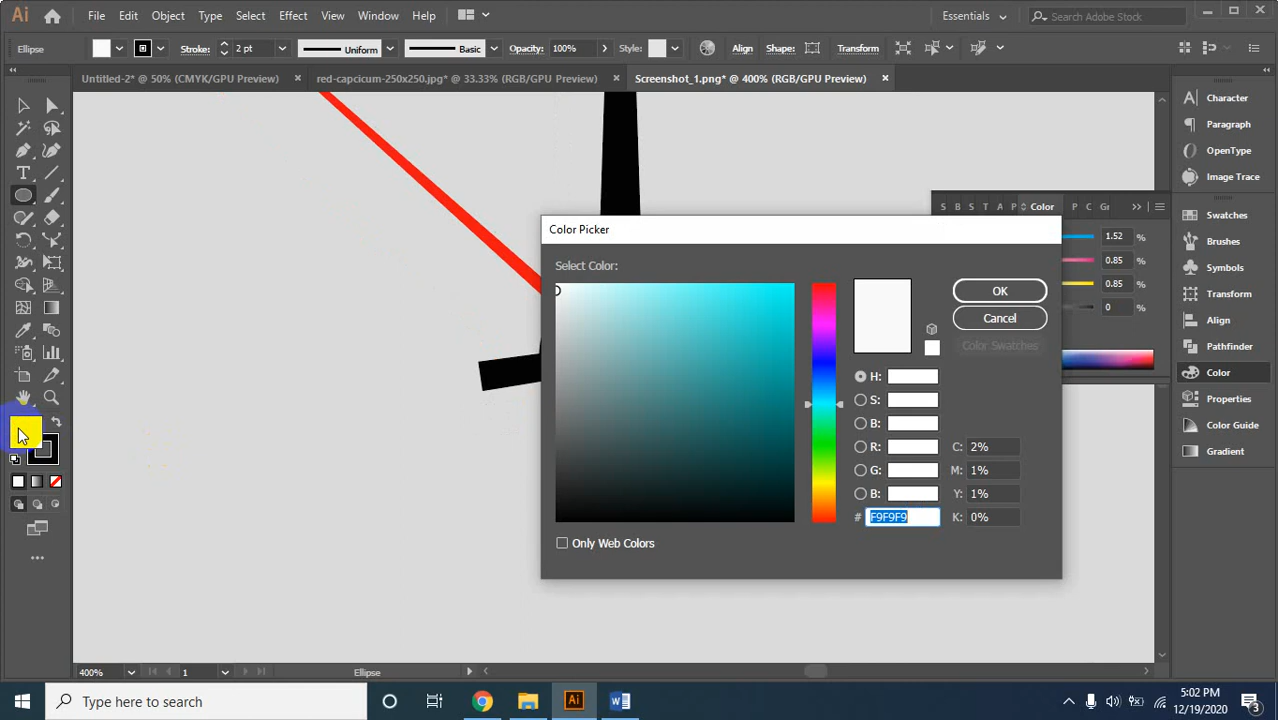 Ai File Edit Object Type Select Effect View Window Help Essentials Search Adobe Stock
Ellipse Stroke: 2 pt Uniform Basic Opacity: 100% Style: Align Shape: Transform
Untitled-2* @ 50% (CMYK/GPU Preview) × red-capcicum-250x250.jpg* @ 33.33% (RGB/GPU Preview) × Screenshot_1.png* @ 400% (RGB/GPU Preview) ×
Character
Paragraph
OpenType
Image Trace
S B S T A P Color P C Gr
Swatches
1.52 %
Brushes
0.85 %
Symbols
0.85 %
Transform
0 %
Align
Pathfinder
Color
Properties
Color Guide
Gradient
Color Picker
Select Color:
OK
Cancel
Color Swatches
H:
S:
B:
R: C: 2%
G: M: 1%
B: Y: 1%
# F9F9F9 K: 0%
Only Web Colors
400% 1 Ellipse
Type here to search
Ai
W
5:02 PM
12/19/2020
3